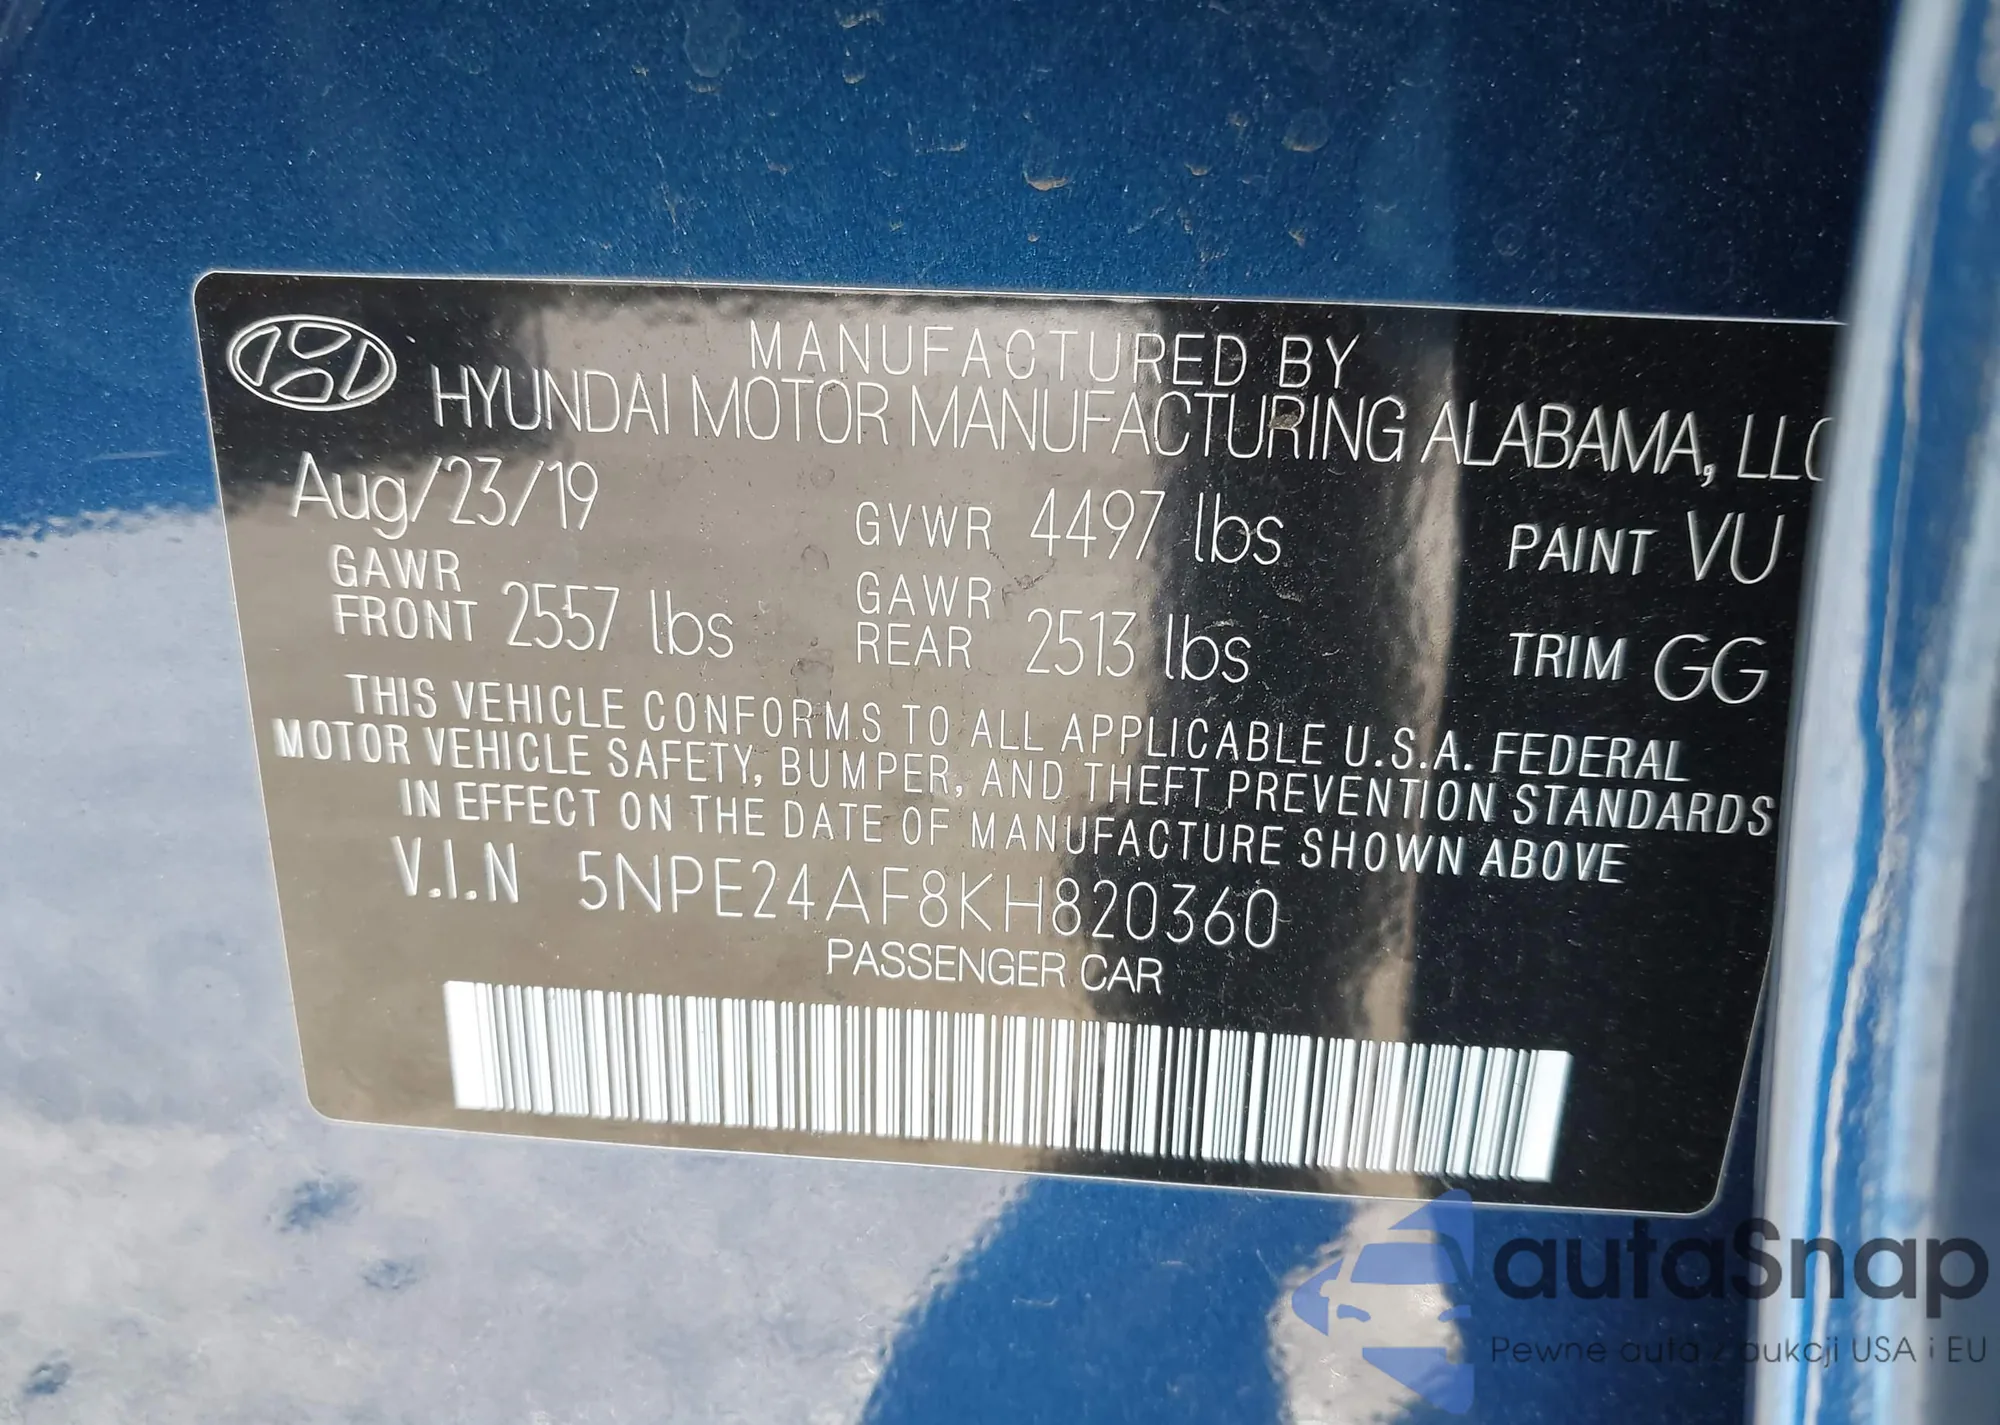 MANUFACTURED BY
HYUNDAI MOTOR MANUFACTURING ALABAMA, LLC
Aug/23/19 GVWR 4497 lbs PAINT VU
GAWR FRONT 2557 lbs GAWR REAR 2513 lbs TRIM GG
THIS VEHICLE CONFORMS TO ALL APPLICABLE U.S.A. FEDERAL
MOTOR VEHICLE SAFETY, BUMPER, AND THEFT PREVENTION STANDARDS
IN EFFECT ON THE DATE OF MANUFACTURE SHOWN ABOVE
V.I.N 5NPE24AF8KH820360
PASSENGER CAR
autaSnap
Pewne auta z aukcji USA i EU